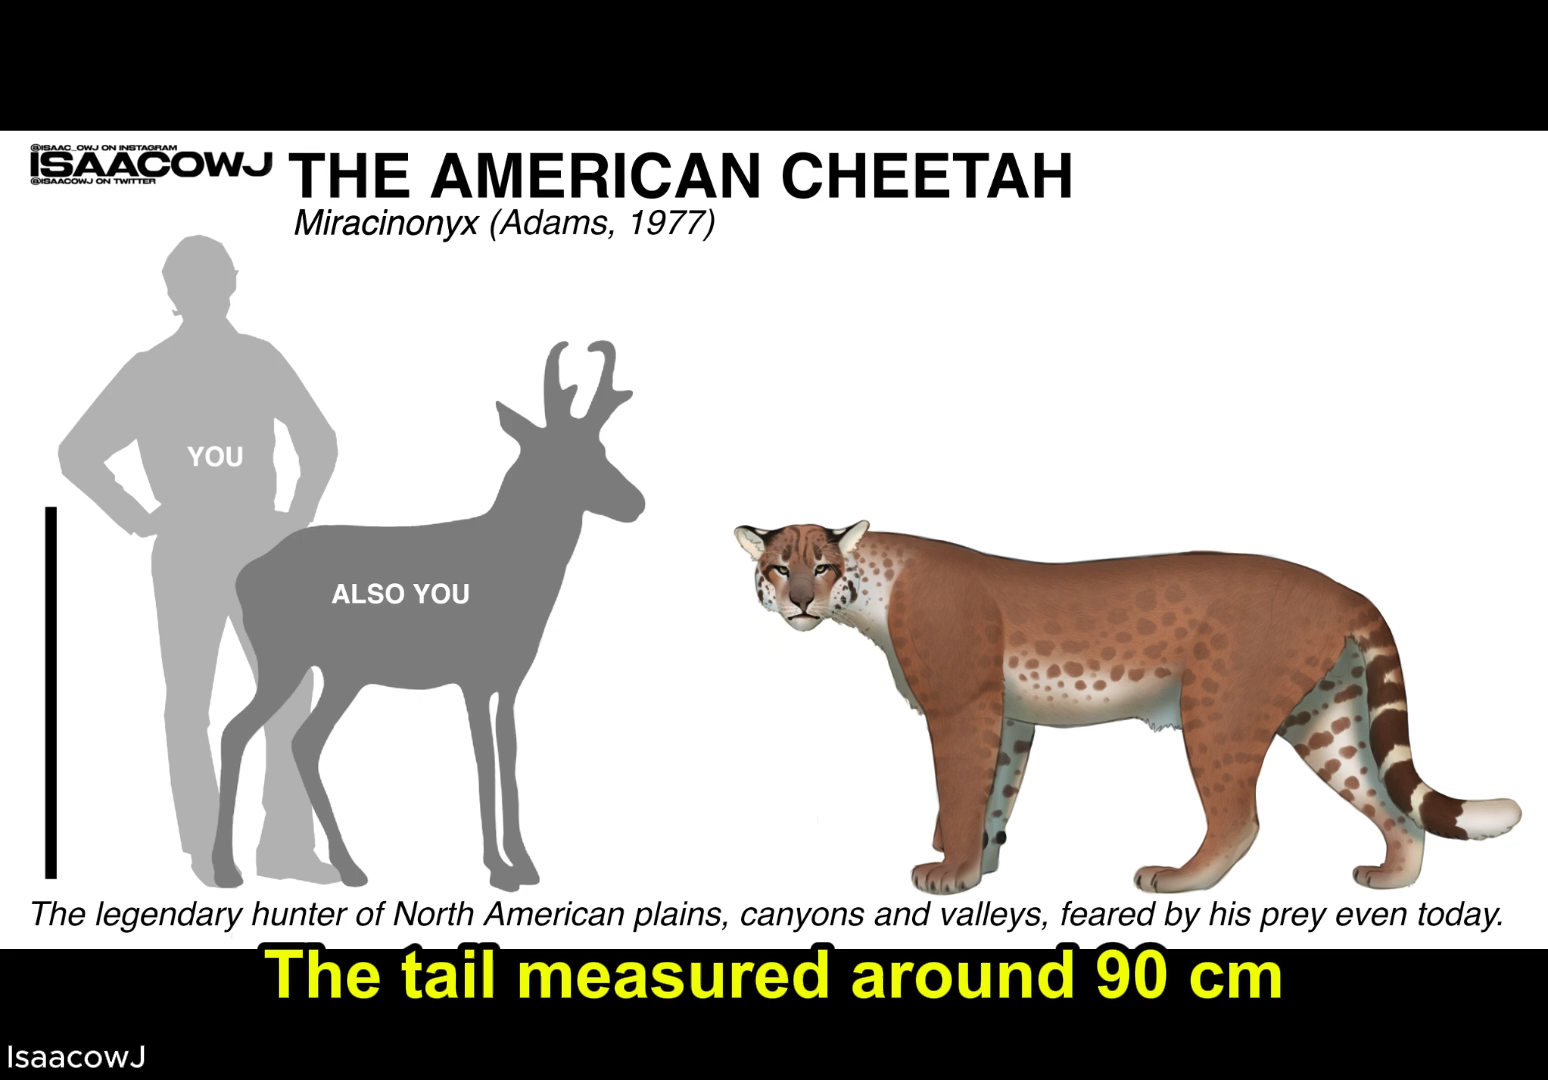 @ISAAC_OWJ ON INSTAGRAM
ISAACOWJ
@ISAACOWJ ON TWITTER
THE AMERICAN CHEETAH
Miracinonyx (Adams, 1977)
YOU
ALSO YOU
The legendary hunter of North American plains, canyons and valleys, feared by his prey even today.
The tail measured around 90 cm
IsaacowJ